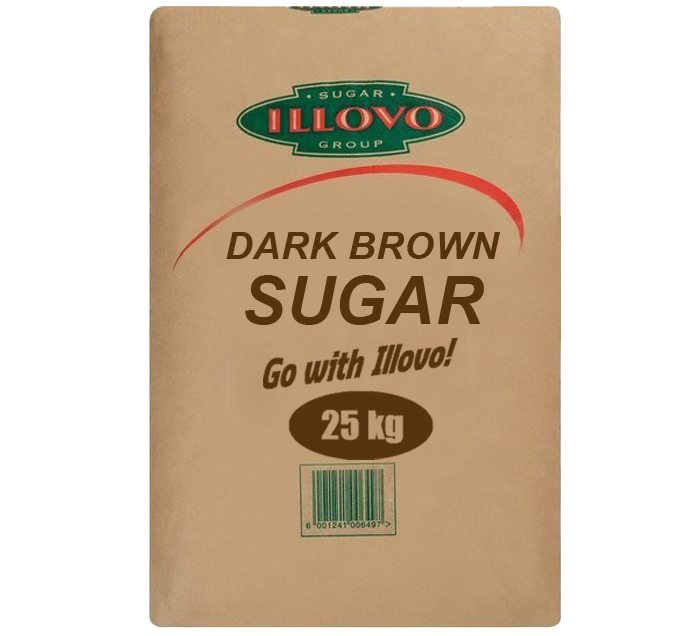 · SUGAR ·
ILLOVO
GROUP
DARK BROWN
SUGAR
Go with Illovo!
25 kg
6 001241 006497 >